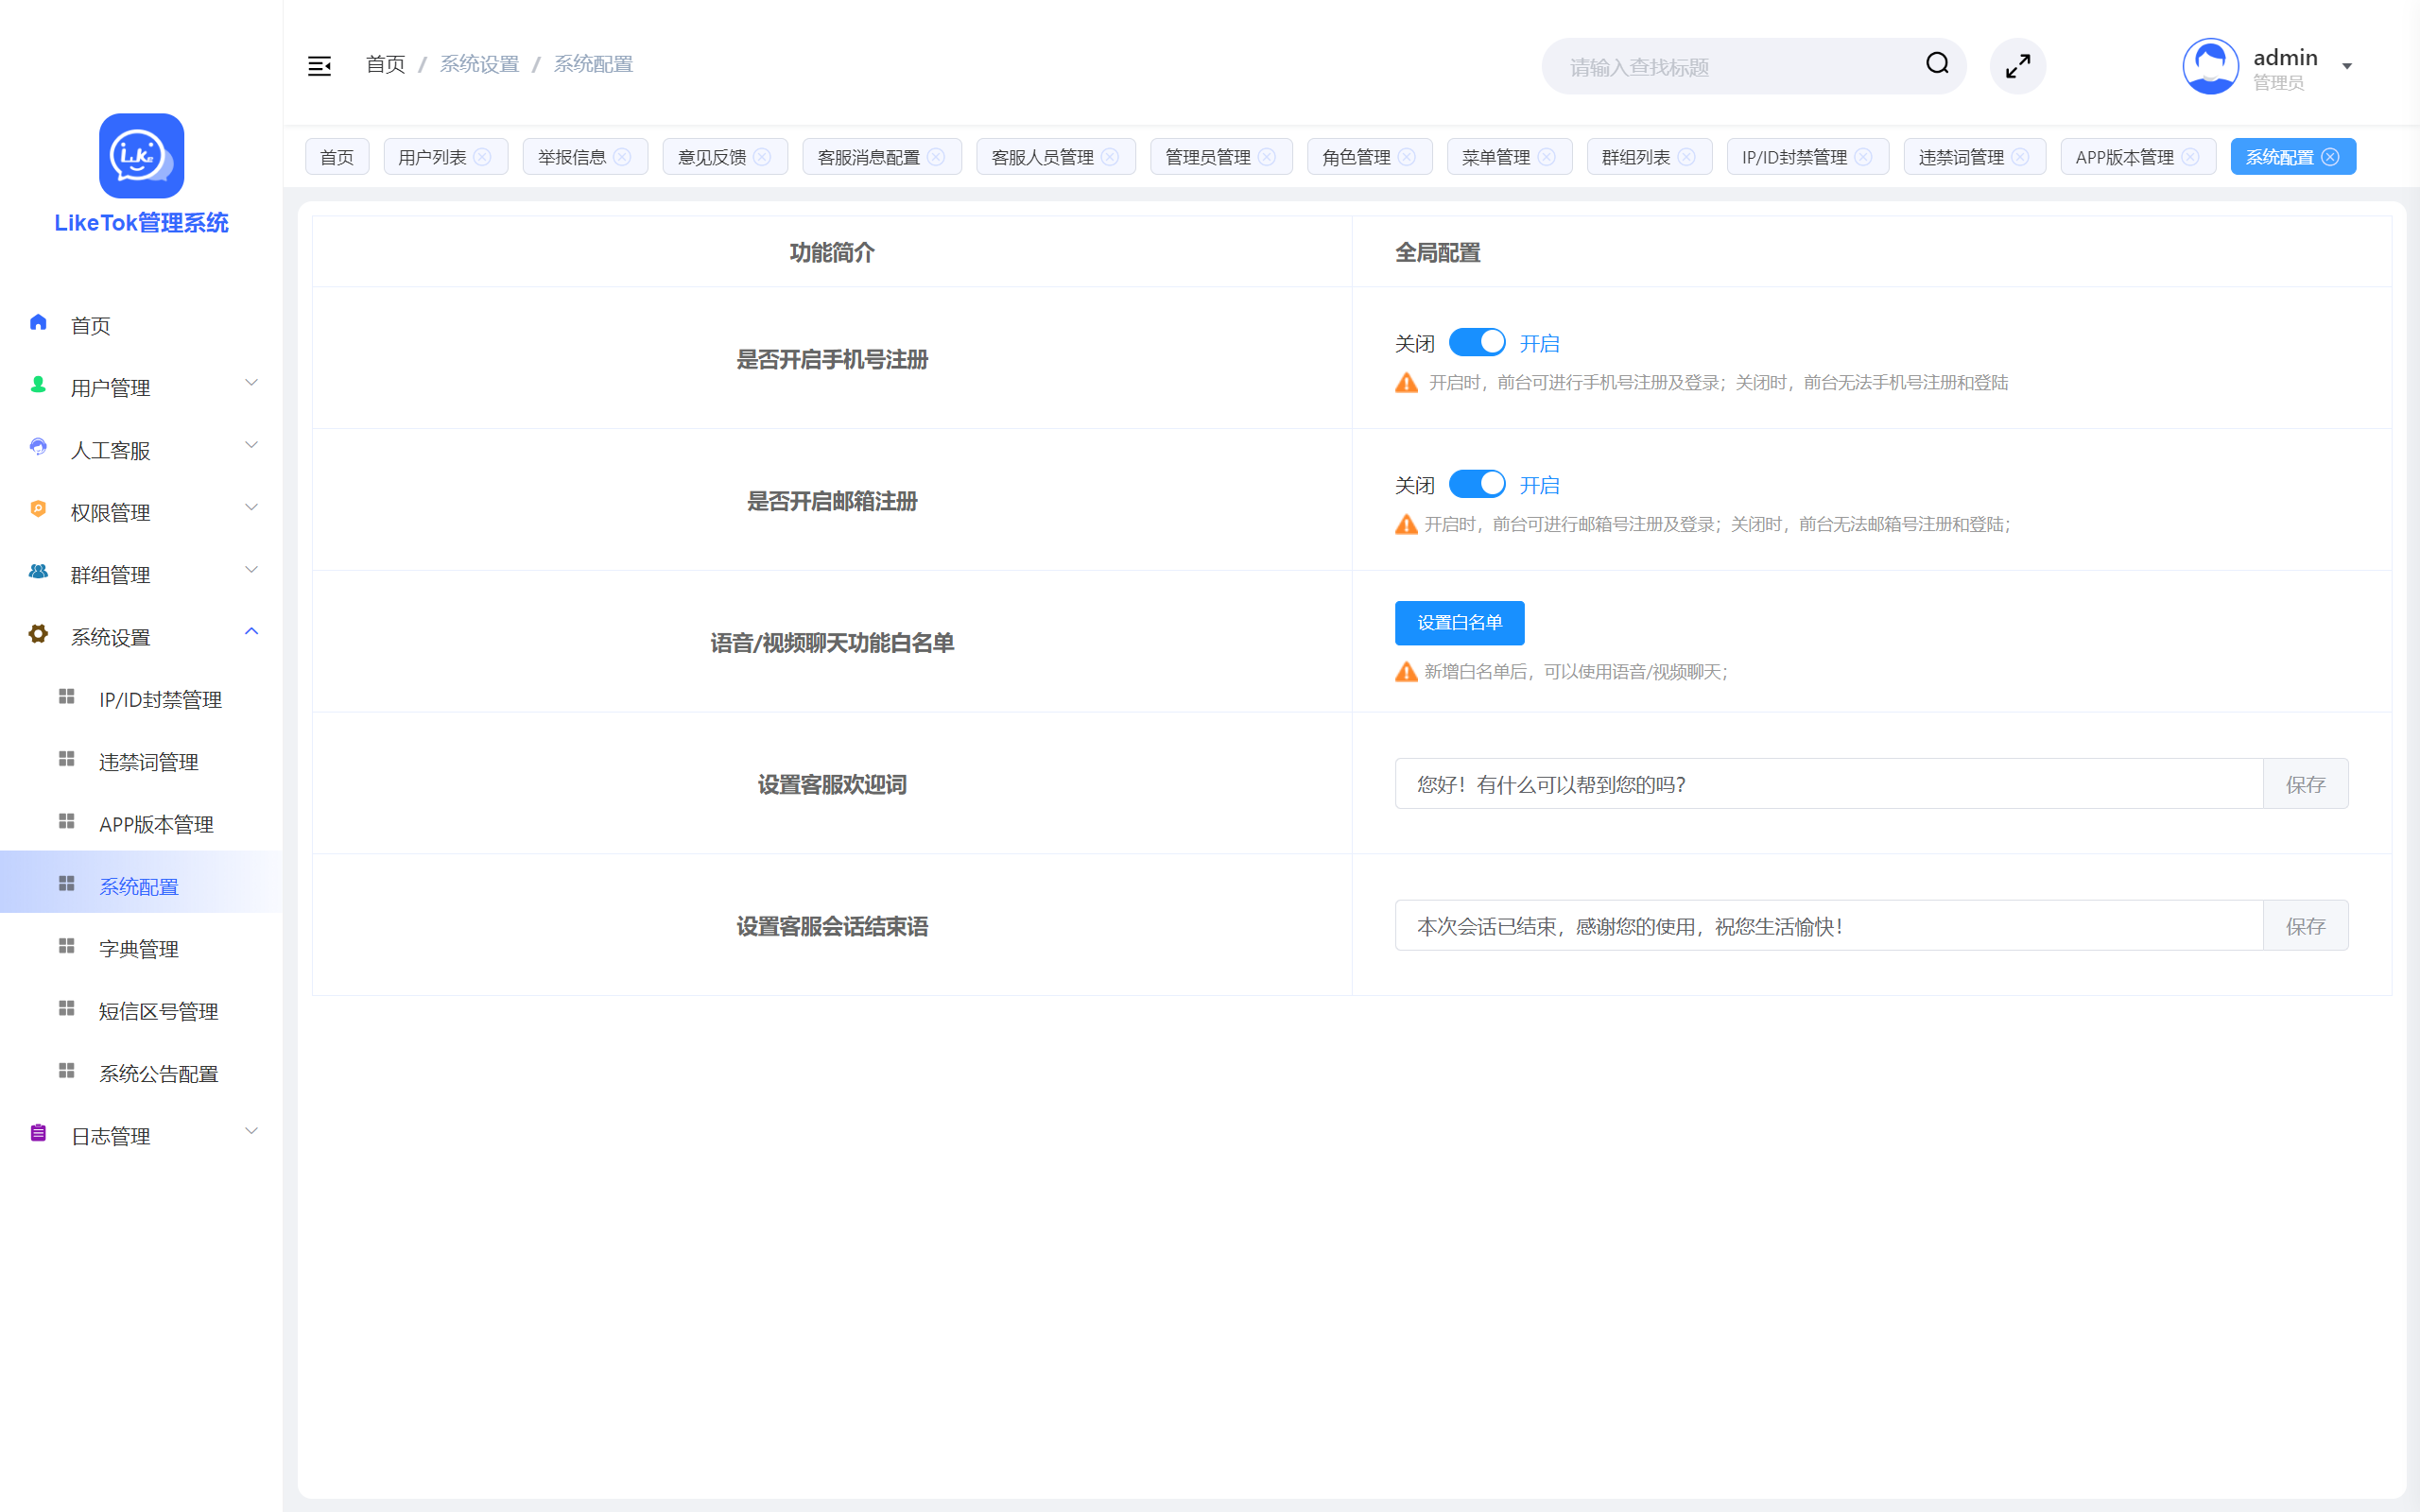 首页 / 系统设置 / 系统配置
请输入查找标题
admin
管理员
Like
LikeTok管理系统
首页
用户列表
举报信息
意见反馈
客服消息配置
客服人员管理
管理员管理
角色管理
菜单管理
群组列表
IP/ID封禁管理
违禁词管理
APP版本管理
系统配置
首页
用户管理
人工客服
权限管理
群组管理
系统设置
IP/ID封禁管理
违禁词管理
APP版本管理
系统配置
字典管理
短信区号管理
系统公告配置
日志管理
功能简介
全局配置
是否开启手机号注册
关闭 开启
开启时，前台可进行手机号注册及登录；关闭时，前台无法手机号注册和登陆
是否开启邮箱注册
关闭 开启
开启时，前台可进行邮箱号注册及登录；关闭时，前台无法邮箱号注册和登陆；
语音/视频聊天功能白名单
设置白名单
新增白名单后，可以使用语音/视频聊天；
设置客服欢迎词
您好！有什么可以帮到您的吗？
保存
设置客服会话结束语
本次会话已结束，感谢您的使用，祝您生活愉快！
保存